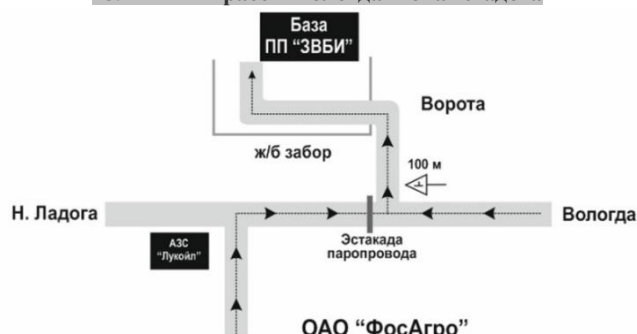 База
ПП “ЗВБИ”
Ворота
ж/б забор
100 м
Н. Ладога
Вологда
АЗС
“Лукойл”
Эстакада
паропровода
ОАО “ФосАгро”